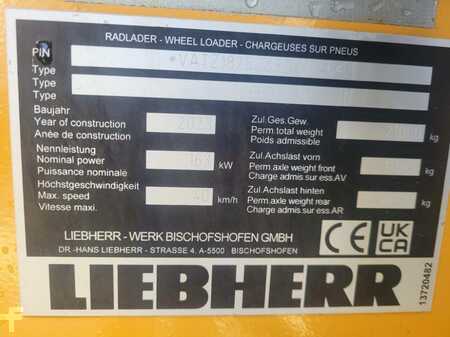 RADLADER - WHEEL LOADER - CHARGEUSES SUR PNEUS
PIN
Type
Type
Baujahr
Year of construction
Année de construction
Nennleistung
Nominal power 163 kW
Puissance nominale
Höchstgeschwindigkeit
Max. speed 40 km/h
Vitesse maxi.
Zul.Ges.Gew.
Perm.total weight kg
Poids admissible
Zul.Achslast vorn
Perm.axle weight front kg
Charge admis sur ess.AV
Zul.Achslast hinten
Perm.axle weight rear kg
Charge admis sur ess.AR
LIEBHERR - WERK BISCHOFSHOFEN GMBH
DR.-HANS LIEBHERR - STRASSE 4, A-5500 BISCHOFSHOFEN
CE UK CA
LIEBHERR
13720482